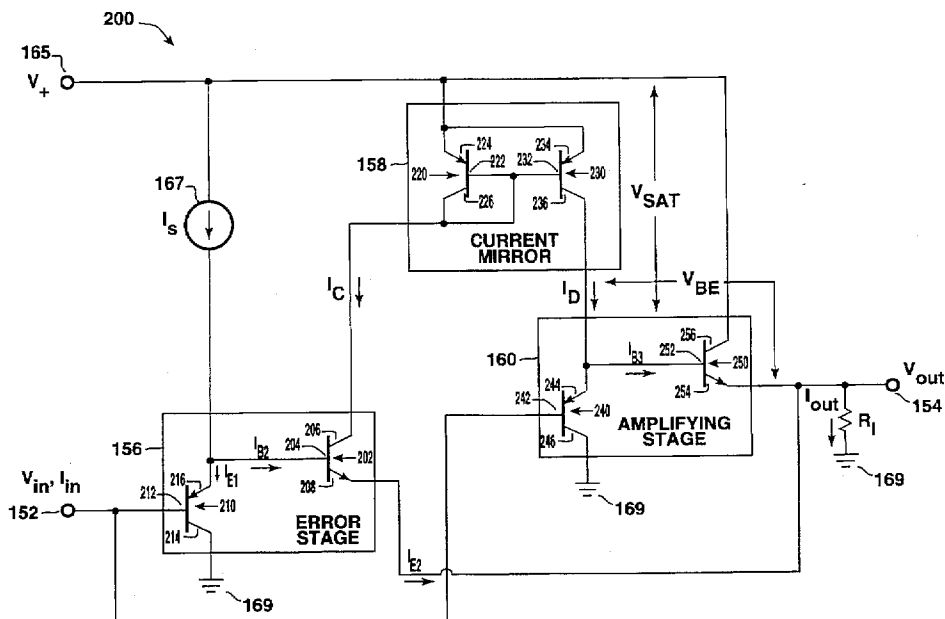 200
165
V+
167
IS
158
224
222
220
226
234
232
230
236
CURRENT
MIRROR
VSAT
IC
ID
VBE
160
256
252
250
254
IB3
244
242
240
246
AMPLIFYING
STAGE
Vout
154
Iout
Rl
169
169
156
206
204
202
208
IB2
IE1
216
212
210
214
Vin, Iin
152
ERROR
STAGE
IE2
169